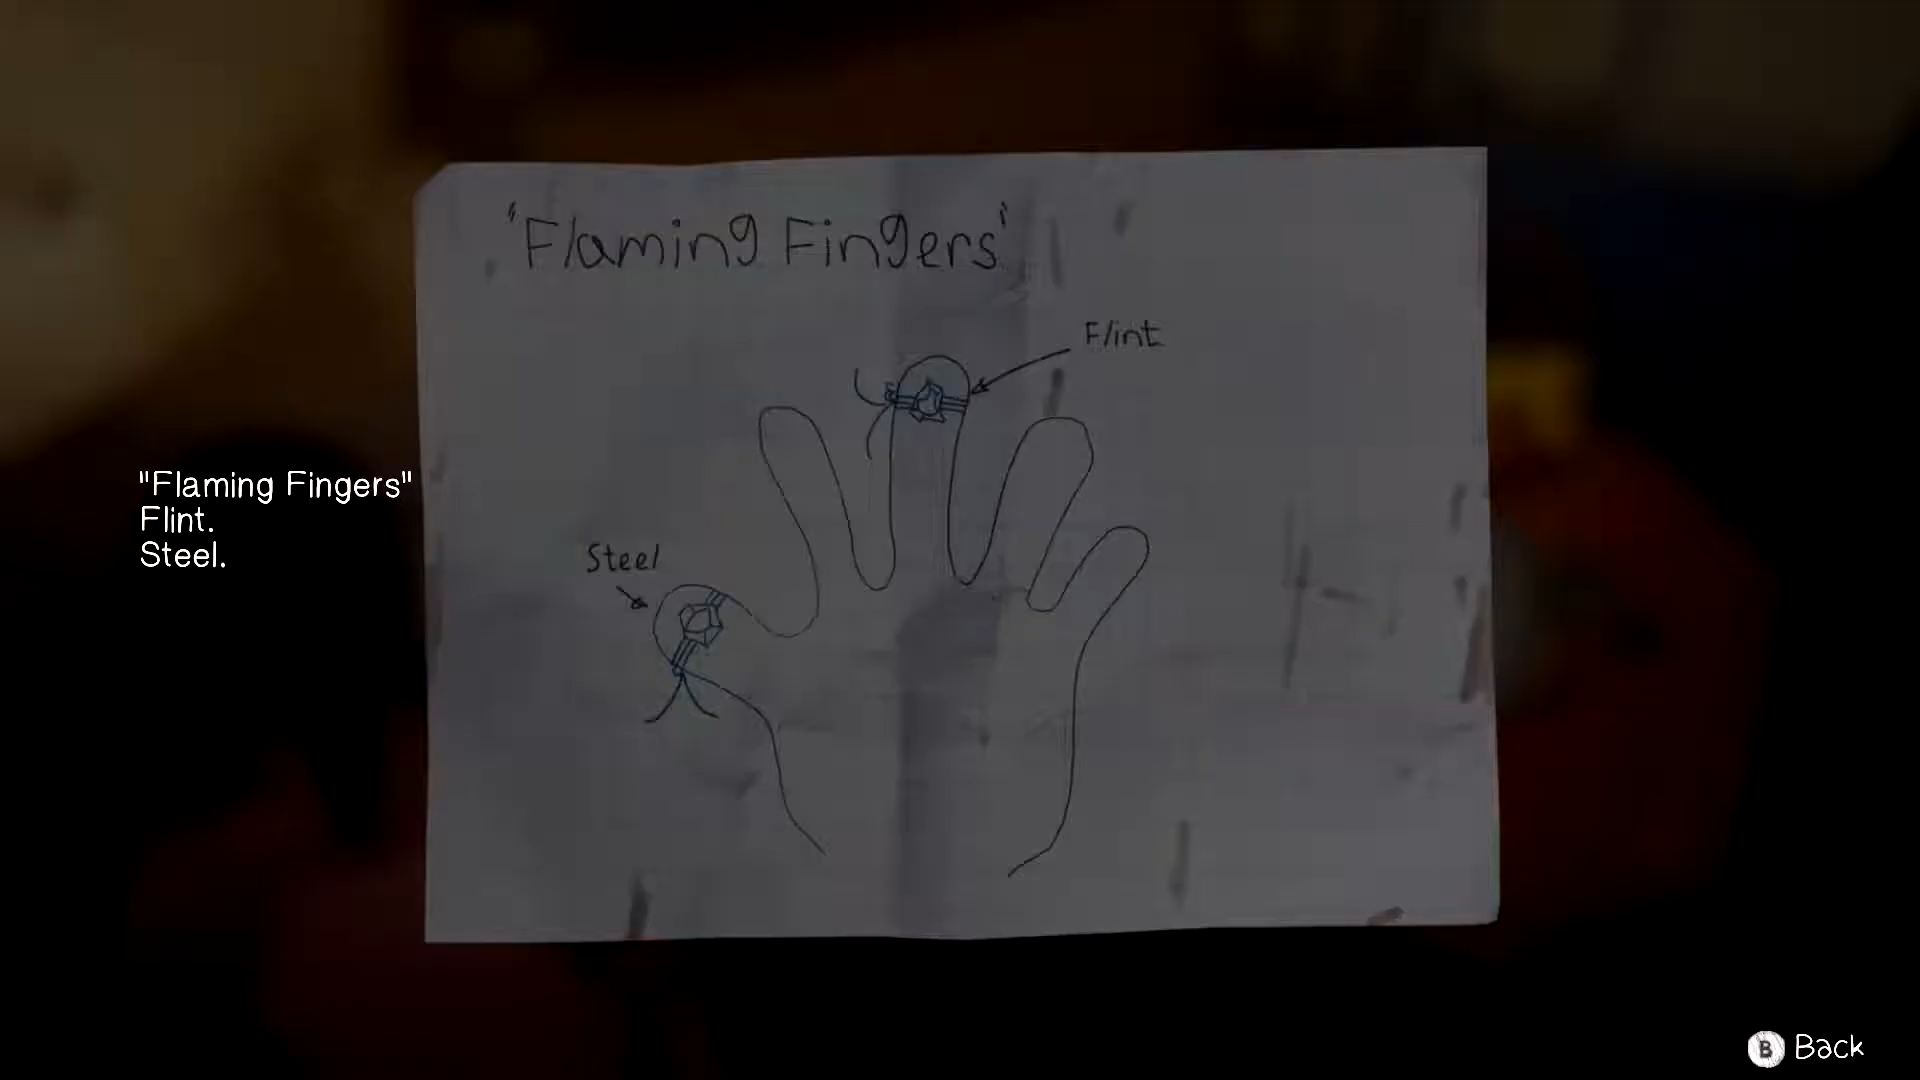 'Flaming Fingers'
Flint
Steel
"Flaming Fingers"
Flint.
Steel.
B Back